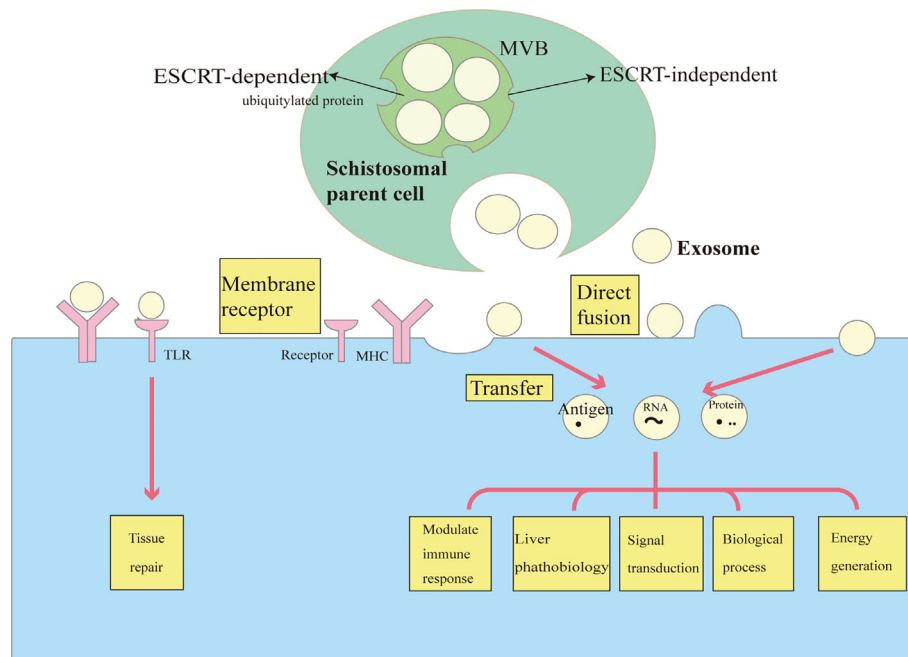 MVB
ESCRT-dependent
ubiquitylated protein
ESCRT-independent
Schistosomal
parent cell
Exosome
Membrane
receptor
Direct
fusion
TLR
Receptor
MHC
Transfer
Antigen
RNA
Protein
Tissue
repair
Modulate
immune
response
Liver
phathobiology
Signal
transduction
Biological
process
Energy
generation